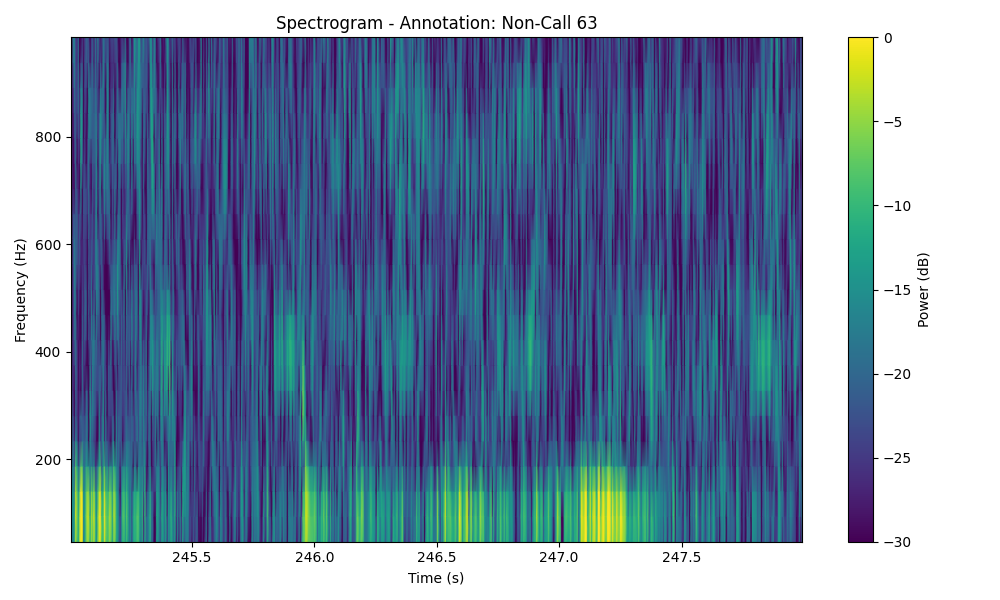 Spectrogram - Annotation: Non-Call 63
Frequency (Hz)
800
600
400
200
245.5 246.0 246.5 247.0 247.5
Time (s)
0
−5
−10
−15
−20
−25
−30
Power (dB)